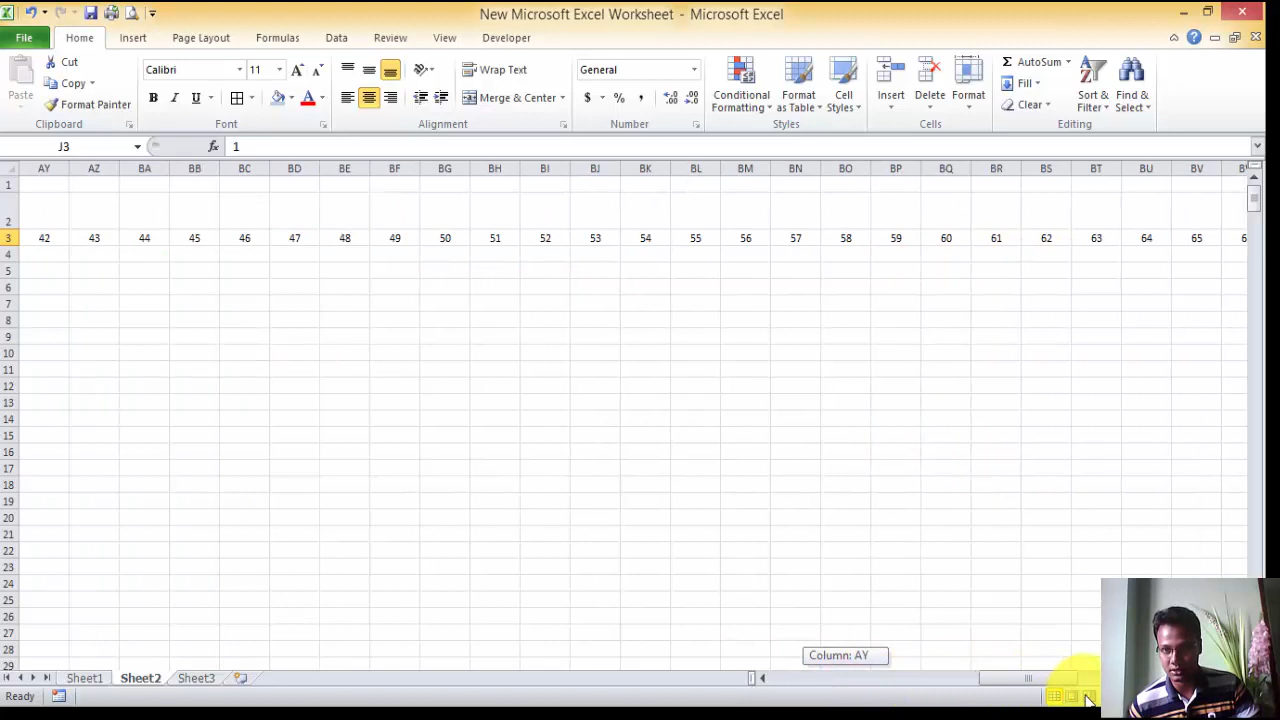 New Microsoft Excel Worksheet - Microsoft Excel
File Home Insert Page Layout Formulas Data Review View Developer
Paste
Cut
Copy
Format Painter
Clipboard
Calibri
B I U A
Font
Wrap Text
Merge & Center
Alignment
General
$ % ,
Number
Conditional Formatting
Format as Table
Cell Styles
Styles
Insert Delete Format
Cells
Σ AutoSum
Fill
Clear
Sort & Filter
Find & Select
Editing
J3 fx 1
AY AZ BA BB BC BD BE BF BG BH BI BJ BK BL BM BN BO BP BQ BR BS BT BU BV
1
2
3 42 43 44 45 46 47 48 49 50 51 52 53 54 55 56 57 58 59 60 61 62 63 64 65
4
5
6
7
8
9
10
11
12
13
14
15
16
17
18
19
20
21
22
23
24
25
26
27
28
29
Column: AY
Sheet1 Sheet2 Sheet3
Ready